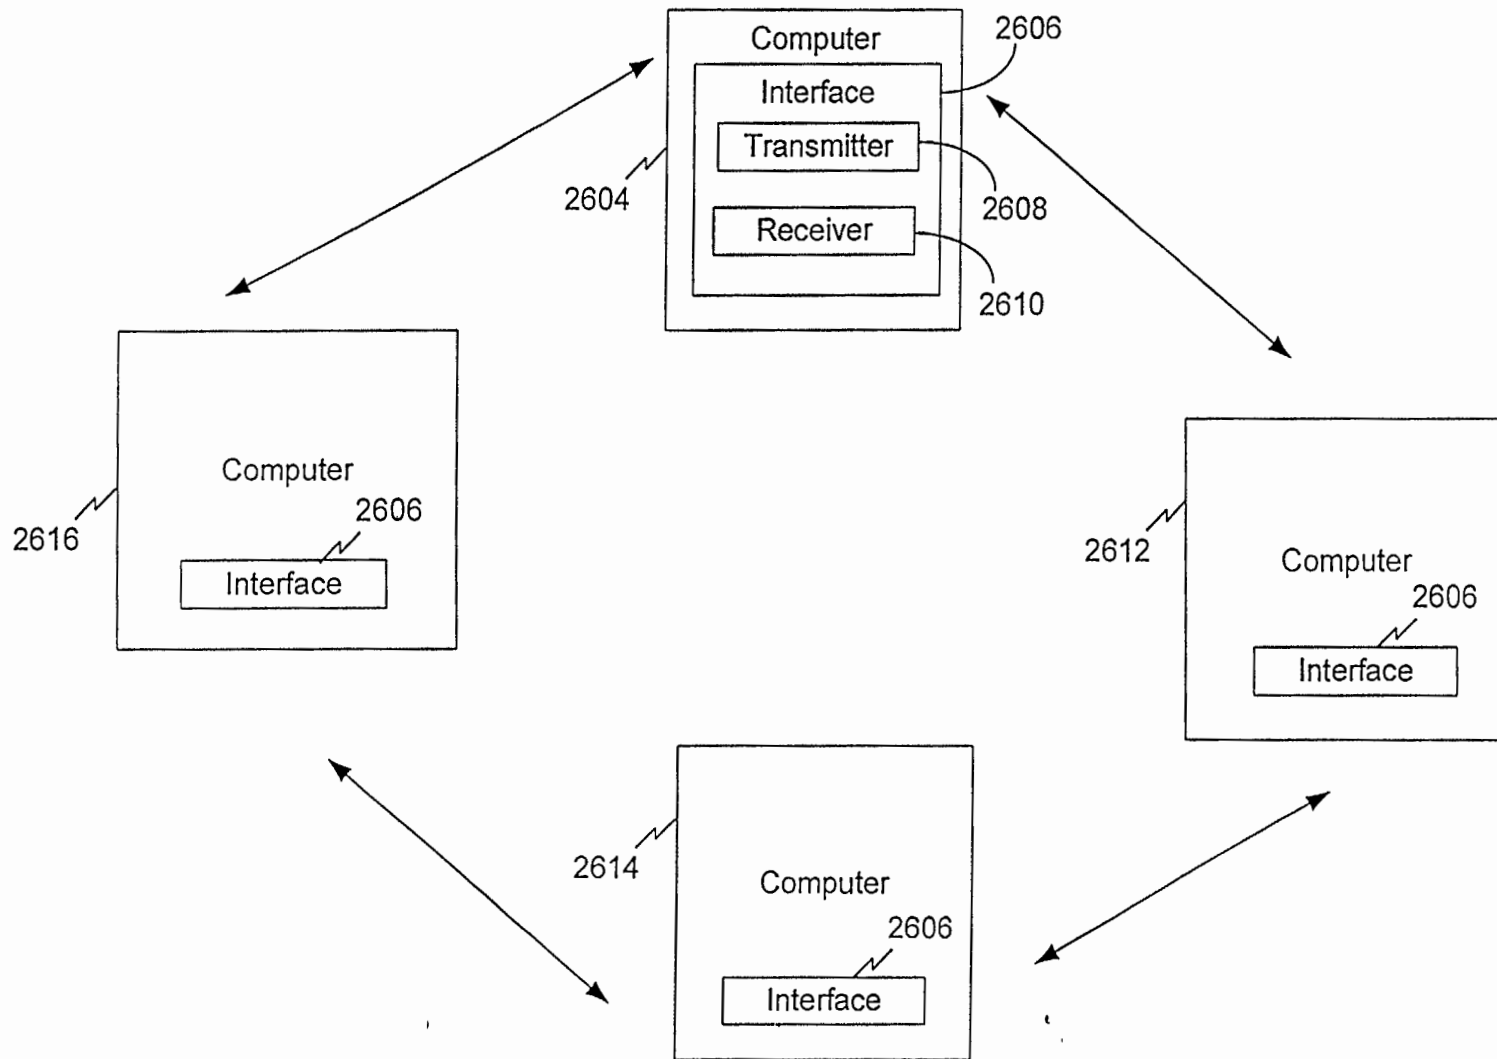 Computer
2606
Interface
Transmitter
2604
2608
Receiver
2610
Computer
2606
2616
Interface
2612
Computer
2606
Interface
2614
Computer
2606
Interface